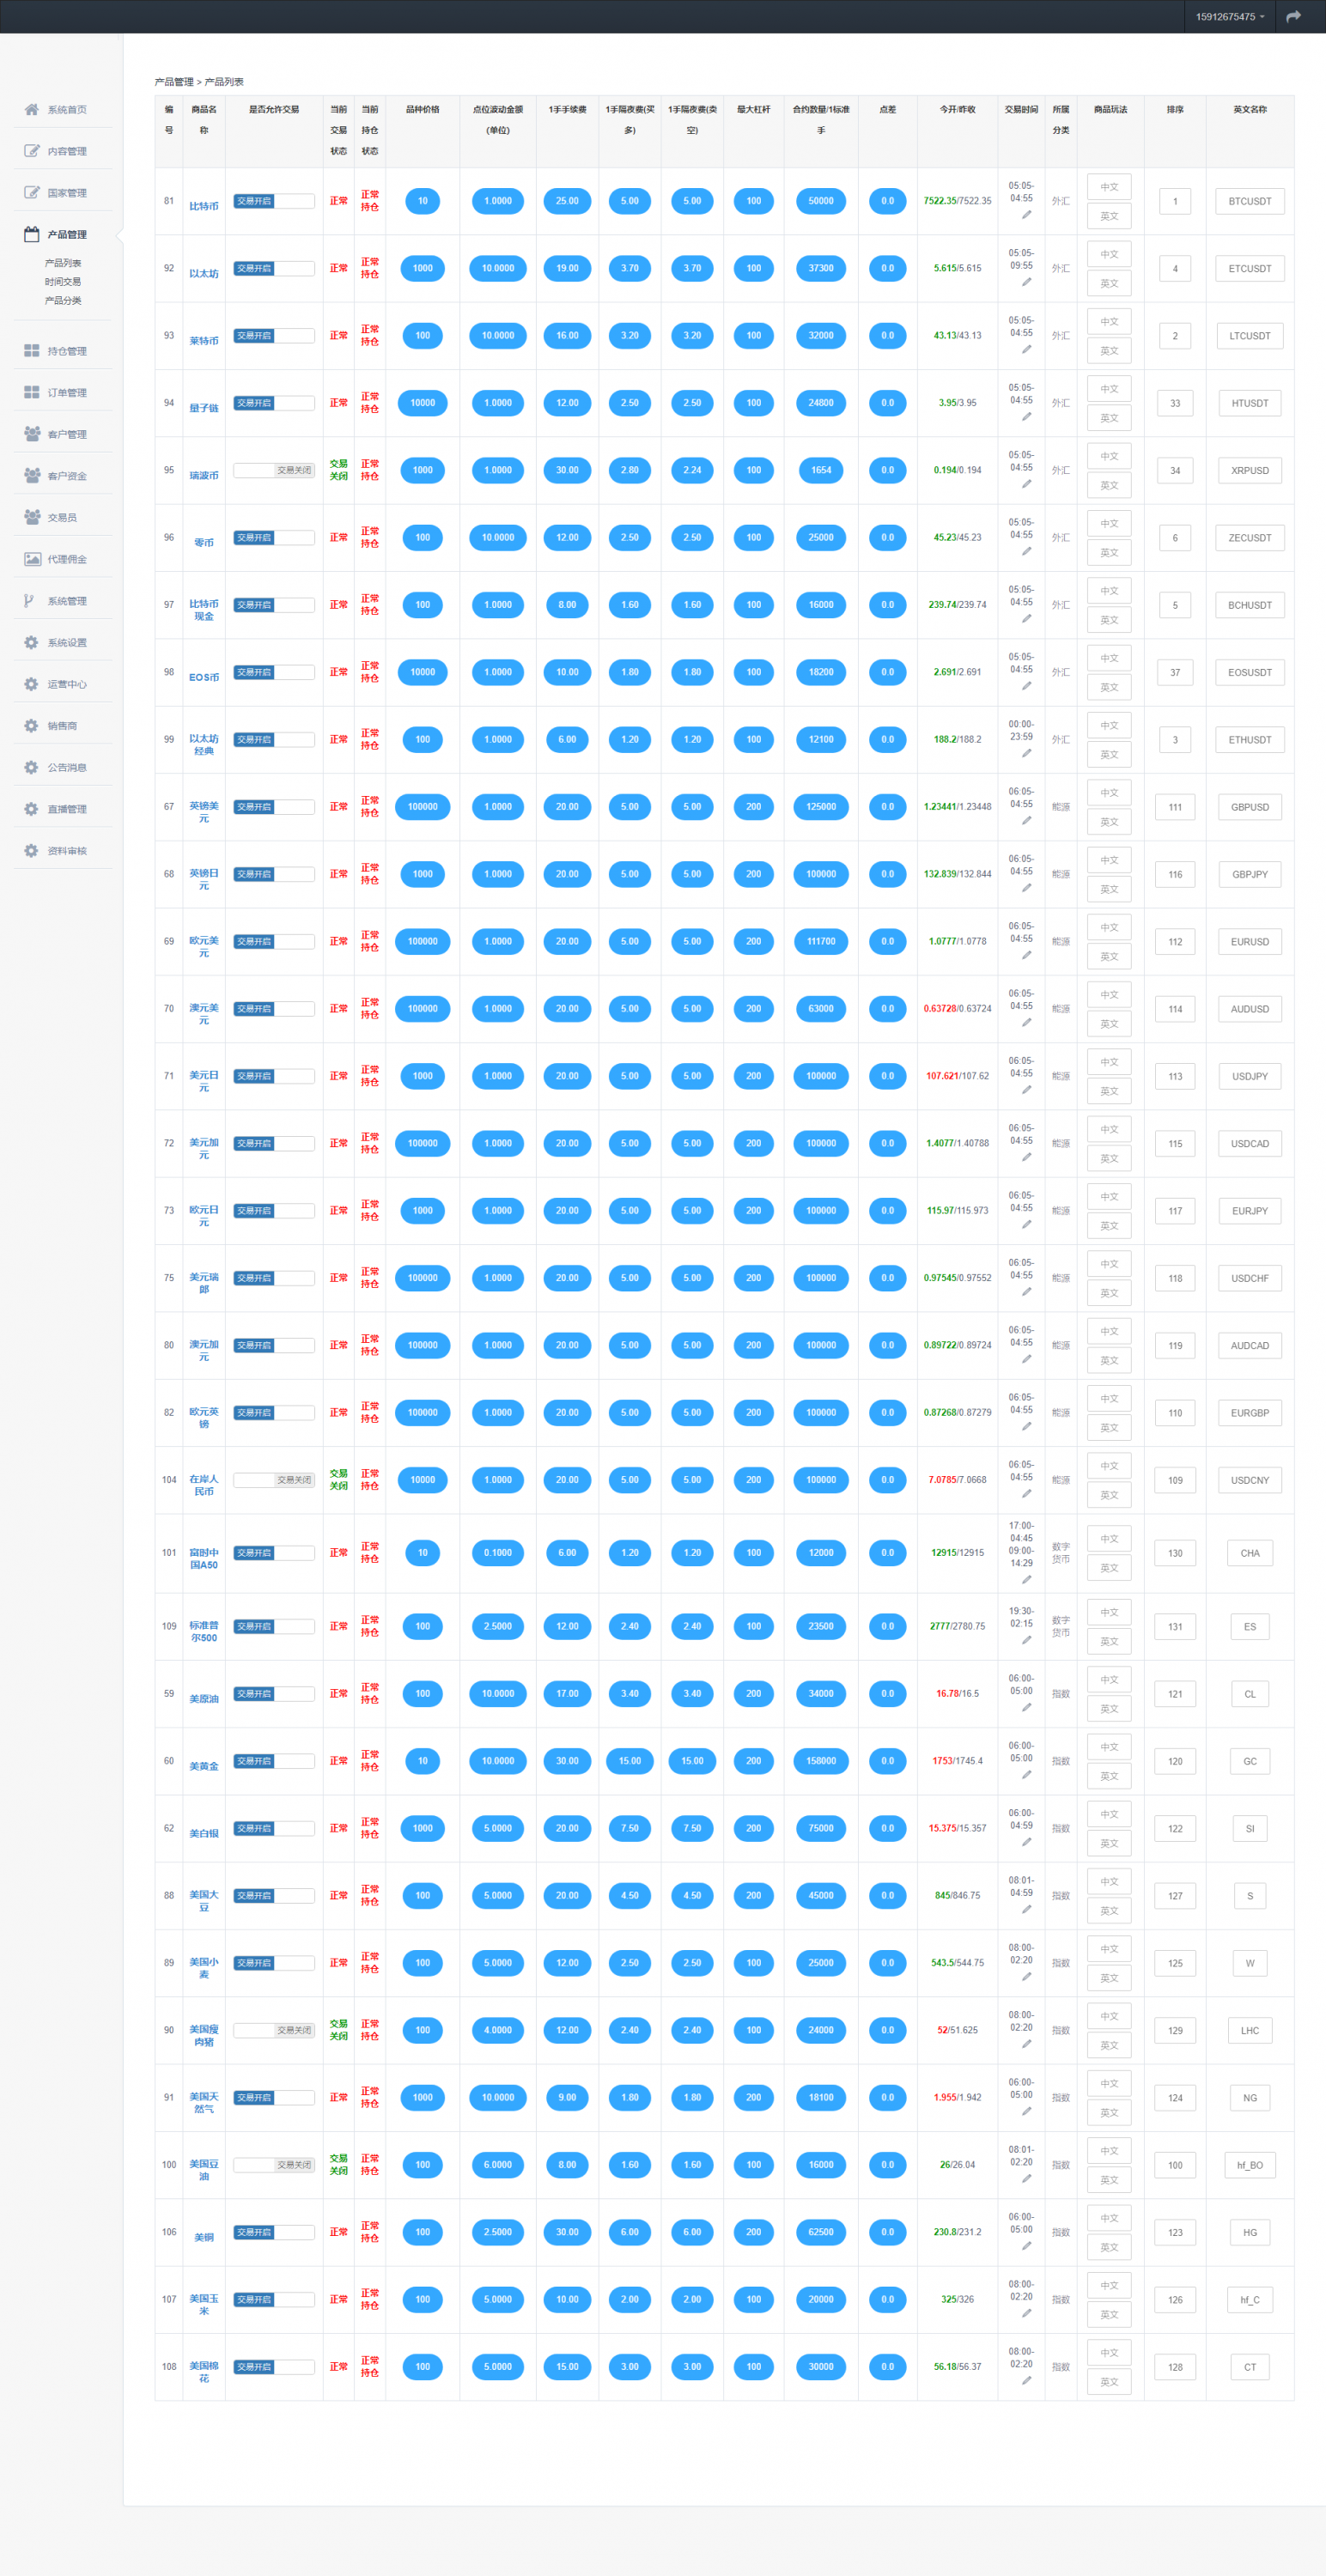 15912675475
系统首页
内容管理
国家管理
产品管理
产品列表
时间交易
产品分类
持仓管理
订单管理
客户管理
客户资金
交易员
代理佣金
系统管理
系统设置
运营中心
销售商
公告消息
直播管理
资料审核
产品管理 > 产品列表
编号 商品名称 是否允许交易 当前交易状态 当前持仓状态 品种价格 点位波动金额(单位) 1手手续费 1手隔夜费(买多) 1手隔夜费(卖空) 最大杠杆 合约数量/1标准手 点差 今开/昨收 交易时间 所属分类 商品玩法 排序 英文名称
81 比特币 交易开启 正常 正常持仓 10 1.0000 25.00 5.00 5.00 100 50000 0.0 7522.35/7522.35 05:05-04:55 外汇 中文 英文 1 BTCUSDT
92 以太坊 交易开启 正常 正常持仓 1000 10.0000 19.00 3.70 3.70 100 37300 0.0 5.615/5.615 05:05-09:55 外汇 中文 英文 4 ETCUSDT
93 莱特币 交易开启 正常 正常持仓 100 10.0000 16.00 3.20 3.20 100 32000 0.0 43.13/43.13 05:05-04:55 外汇 中文 英文 2 LTCUSDT
94 量子链 交易开启 正常 正常持仓 10000 1.0000 12.00 2.50 2.50 100 24800 0.0 3.95/3.95 05:05-04:55 外汇 中文 英文 33 HTUSDT
95 瑞波币 交易关闭 交易关闭 正常持仓 1000 1.0000 30.00 2.80 2.24 100 1654 0.0 0.194/0.194 05:05-04:55 外汇 中文 英文 34 XRPUSD
96 零币 交易开启 正常 正常持仓 100 10.0000 12.00 2.50 2.50 100 25000 0.0 45.23/45.23 05:05-04:55 外汇 中文 英文 6 ZECUSDT
97 比特币现金 交易开启 正常 正常持仓 100 1.0000 8.00 1.60 1.60 100 16000 0.0 239.74/239.74 05:05-04:55 外汇 中文 英文 5 BCHUSDT
98 EOS币 交易开启 正常 正常持仓 10000 1.0000 10.00 1.80 1.80 100 18200 0.0 2.691/2.691 05:05-04:55 外汇 中文 英文 37 EOSUSDT
99 以太坊经典 交易开启 正常 正常持仓 100 1.0000 6.00 1.20 1.20 100 12100 0.0 188.2/188.2 00:00-23:59 外汇 中文 英文 3 ETHUSDT
67 英镑美元 交易开启 正常 正常持仓 100000 1.0000 20.00 5.00 5.00 200 125000 0.0 1.23441/1.23448 06:05-04:55 能源 中文 英文 111 GBPUSD
68 英镑日元 交易开启 正常 正常持仓 1000 1.0000 20.00 5.00 5.00 200 100000 0.0 132.839/132.844 06:05-04:55 能源 中文 英文 116 GBPJPY
69 欧元美元 交易开启 正常 正常持仓 100000 1.0000 20.00 5.00 5.00 200 111700 0.0 1.0777/1.0778 06:05-04:55 能源 中文 英文 112 EURUSD
70 澳元美元 交易开启 正常 正常持仓 100000 1.0000 20.00 5.00 5.00 200 63000 0.0 0.63728/0.63724 06:05-04:55 能源 中文 英文 114 AUDUSD
71 美元日元 交易开启 正常 正常持仓 1000 1.0000 20.00 5.00 5.00 200 100000 0.0 107.621/107.62 06:05-04:55 能源 中文 英文 113 USDJPY
72 美元加元 交易开启 正常 正常持仓 100000 1.0000 20.00 5.00 5.00 200 100000 0.0 1.4077/1.40788 06:05-04:55 能源 中文 英文 115 USDCAD
73 欧元日元 交易开启 正常 正常持仓 1000 1.0000 20.00 5.00 5.00 200 100000 0.0 115.97/115.973 06:05-04:55 能源 中文 英文 117 EURJPY
75 美元瑞郎 交易开启 正常 正常持仓 100000 1.0000 20.00 5.00 5.00 200 100000 0.0 0.97545/0.97552 06:05-04:55 能源 中文 英文 118 USDCHF
80 澳元加元 交易开启 正常 正常持仓 100000 1.0000 20.00 5.00 5.00 200 100000 0.0 0.89722/0.89724 06:05-04:55 能源 中文 英文 119 AUDCAD
82 欧元英镑 交易开启 正常 正常持仓 100000 1.0000 20.00 5.00 5.00 200 100000 0.0 0.87268/0.87279 06:05-04:55 能源 中文 英文 110 EURGBP
104 在岸人民币 交易关闭 交易关闭 正常持仓 10000 1.0000 20.00 5.00 5.00 200 100000 0.0 7.0785/7.0668 06:05-04:55 能源 中文 英文 109 USDCNY
101 富时中国A50 交易开启 正常 正常持仓 10 0.1000 6.00 1.20 1.20 100 12000 0.0 12915/12915 17:00-04:45 09:00-14:29 数字货币 中文 英文 130 CHA
109 标准普尔500 交易开启 正常 正常持仓 100 2.5000 12.00 2.40 2.40 100 23500 0.0 2777/2780.75 19:30-02:15 数字货币 中文 英文 131 ES
59 美原油 交易开启 正常 正常持仓 100 10.0000 17.00 3.40 3.40 100 34000 0.0 16.78/16.5 06:00-05:00 指数 中文 英文 121 CL
60 美黄金 交易开启 正常 正常持仓 10 10.0000 30.00 15.00 15.00 200 158000 0.0 1753/1745.4 06:00-05:00 指数 中文 英文 120 GC
62 美白银 交易开启 正常 正常持仓 1000 5.0000 20.00 7.50 7.50 200 75000 0.0 15.375/15.357 06:00-04:59 指数 中文 英文 122 SI
88 美国大豆 交易开启 正常 正常持仓 100 5.0000 20.00 4.50 4.50 200 45000 0.0 845/846.75 08:01-04:59 指数 中文 英文 127 S
89 美国小麦 交易开启 正常 正常持仓 100 5.0000 12.00 2.50 2.50 100 25000 0.0 543.5/544.75 08:00-02:20 指数 中文 英文 125 W
90 美国瘦肉猪 交易关闭 交易关闭 正常持仓 100 4.0000 12.00 2.40 2.40 100 24000 0.0 52/51.625 08:00-02:20 指数 中文 英文 129 LHC
91 美国天然气 交易开启 正常 正常持仓 1000 10.0000 9.00 1.80 1.80 200 18100 0.0 1.955/1.942 06:00-05:00 指数 中文 英文 124 NG
100 美国豆油 交易关闭 交易关闭 正常持仓 100 6.0000 8.00 1.60 1.60 100 16000 0.0 26/26.04 08:01-02:20 指数 中文 英文 100 hf_BO
106 美铜 交易开启 正常 正常持仓 100 2.5000 30.00 6.00 6.00 200 62500 0.0 230.8/231.2 06:00-05:00 指数 中文 英文 123 HG
107 美国玉米 交易开启 正常 正常持仓 100 5.0000 10.00 2.00 2.00 100 20000 0.0 325/326 08:00-02:20 指数 中文 英文 126 hf_C
108 美国棉花 交易开启 正常 正常持仓 100 5.0000 15.00 3.00 3.00 100 30000 0.0 56.18/56.37 08:00-02:20 指数 中文 英文 128 CT